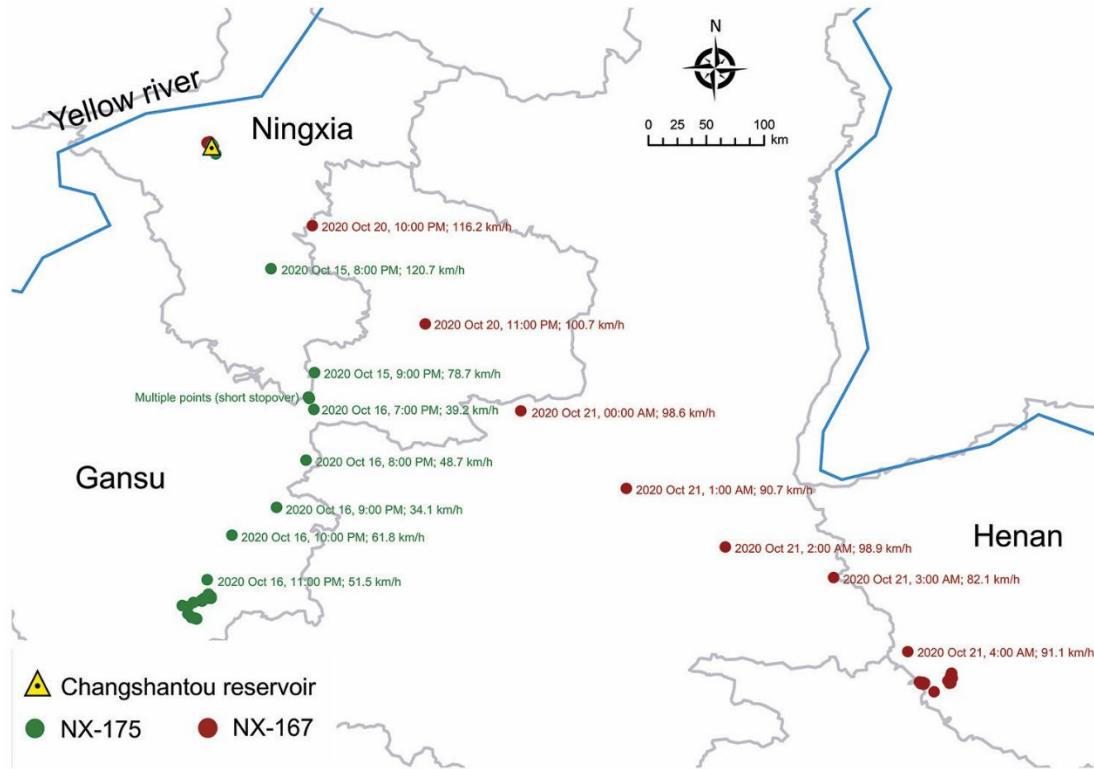 Yellow river
N
Ningxia
0 25 50 100
km
2020 Oct 20, 10:00 PM; 116.2 km/h
2020 Oct 15, 8:00 PM; 120.7 km/h
2020 Oct 20, 11:00 PM; 100.7 km/h
2020 Oct 15, 9:00 PM; 78.7 km/h
Multiple points (short stopover)
2020 Oct 16, 7:00 PM; 39.2 km/h
2020 Oct 21, 00:00 AM; 98.6 km/h
2020 Oct 16, 8:00 PM; 48.7 km/h
Gansu
2020 Oct 21, 1:00 AM; 90.7 km/h
2020 Oct 16, 9:00 PM; 34.1 km/h
2020 Oct 16, 10:00 PM; 61.8 km/h
Henan
2020 Oct 21, 2:00 AM; 98.9 km/h
2020 Oct 16, 11:00 PM; 51.5 km/h
2020 Oct 21, 3:00 AM; 82.1 km/h
2020 Oct 21, 4:00 AM; 91.1 km/h
Changshantou reservoir
NX-175 NX-167